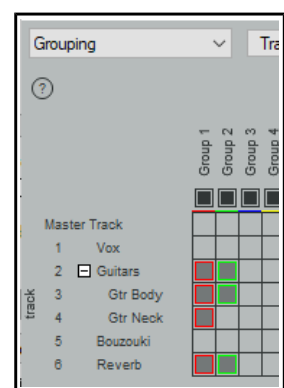 Grouping Tra
?
Group 1 Group 2 Group 3 Group 4
Master Track
1 Vox
2 Guitars
3 Gtr Body
4 Gtr Neck
5 Bouzouki
6 Reverb
track